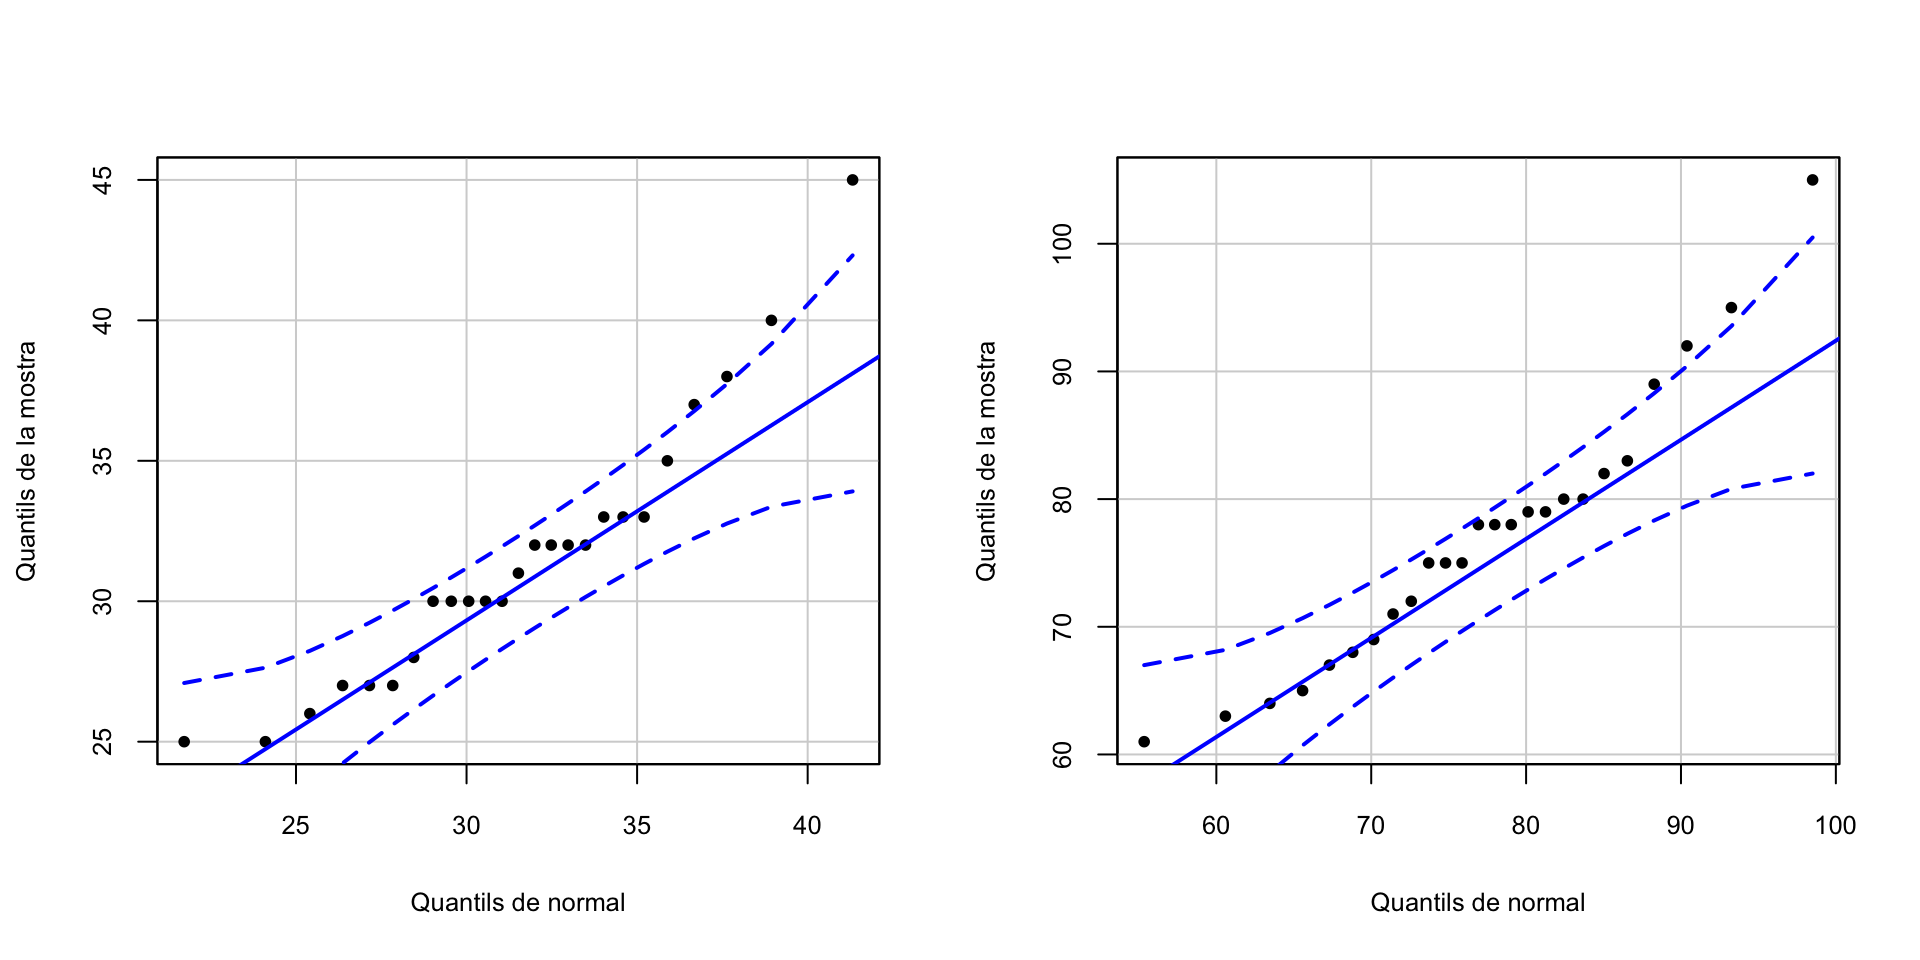 Quantils de la mostra
45
40
35
30
25
25 30 35 40
Quantils de normal
Quantils de la mostra
100
90
80
70
60
60 70 80 90 100
Quantils de normal